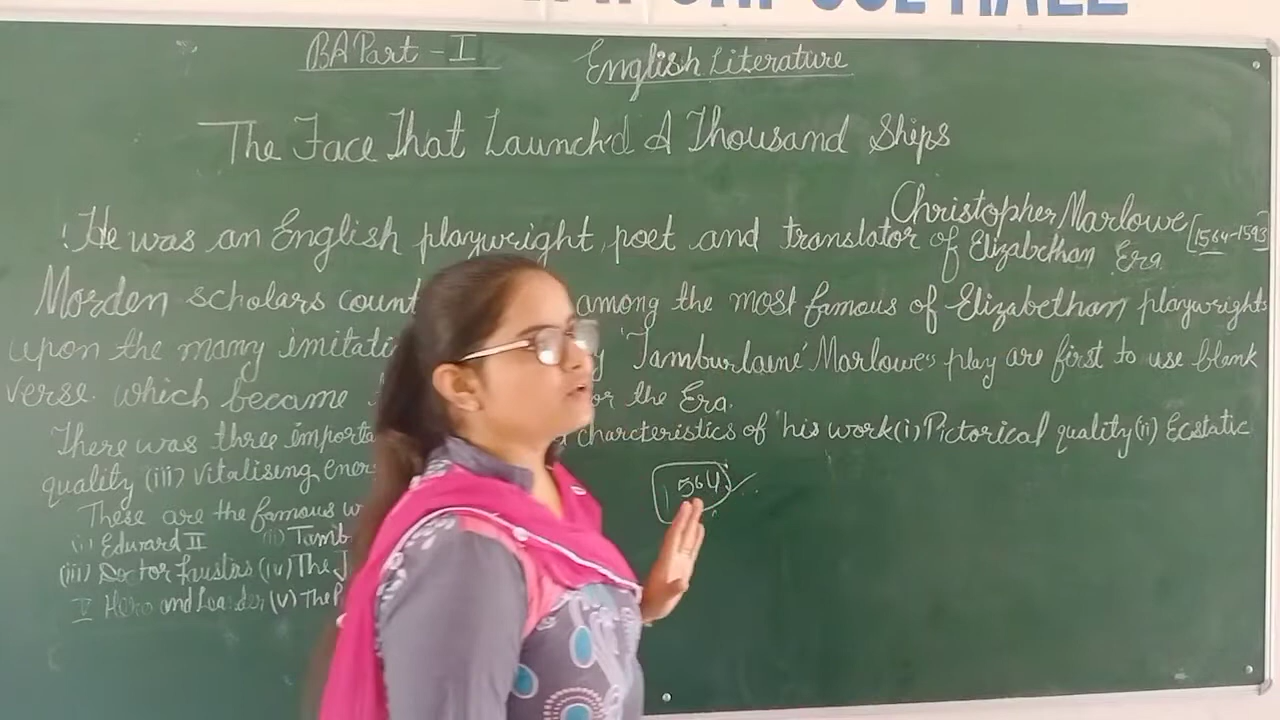 HALL
BA Part - I
English Literature
The Face That Launch'd A Thousand Ships
Christopher Marlowe [1564-1593]
He was an English playwright, poet and translator of Elizabethan Era.
Morden scholars count among the most famous of Elizabetham playwrights
upon the many imitati Tamburlaine' Marlowe's play are first to use blank
verse. which became the Era.
There was three importa charcteristics of his work (i) Pictorical quality (ii) Ecstatic
quality (iii) Vitalising ener
These are the famous w
(i) Edward II (ii) Tamb
(iii) Doctor faustus (iv) The J
V Hero and Leader (v) The P
1564